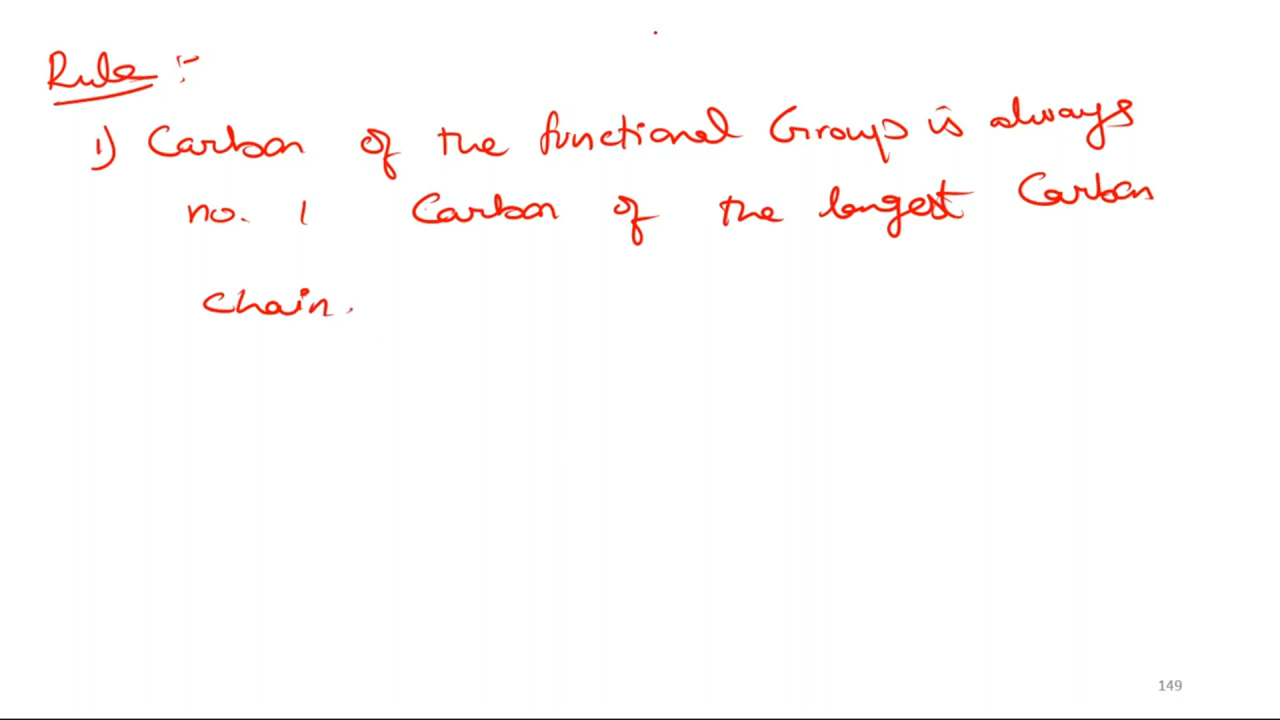 Rule :-
1) Carbon of the functional Group is always
no. 1 Carbon of the longest Carbon
chain.
149